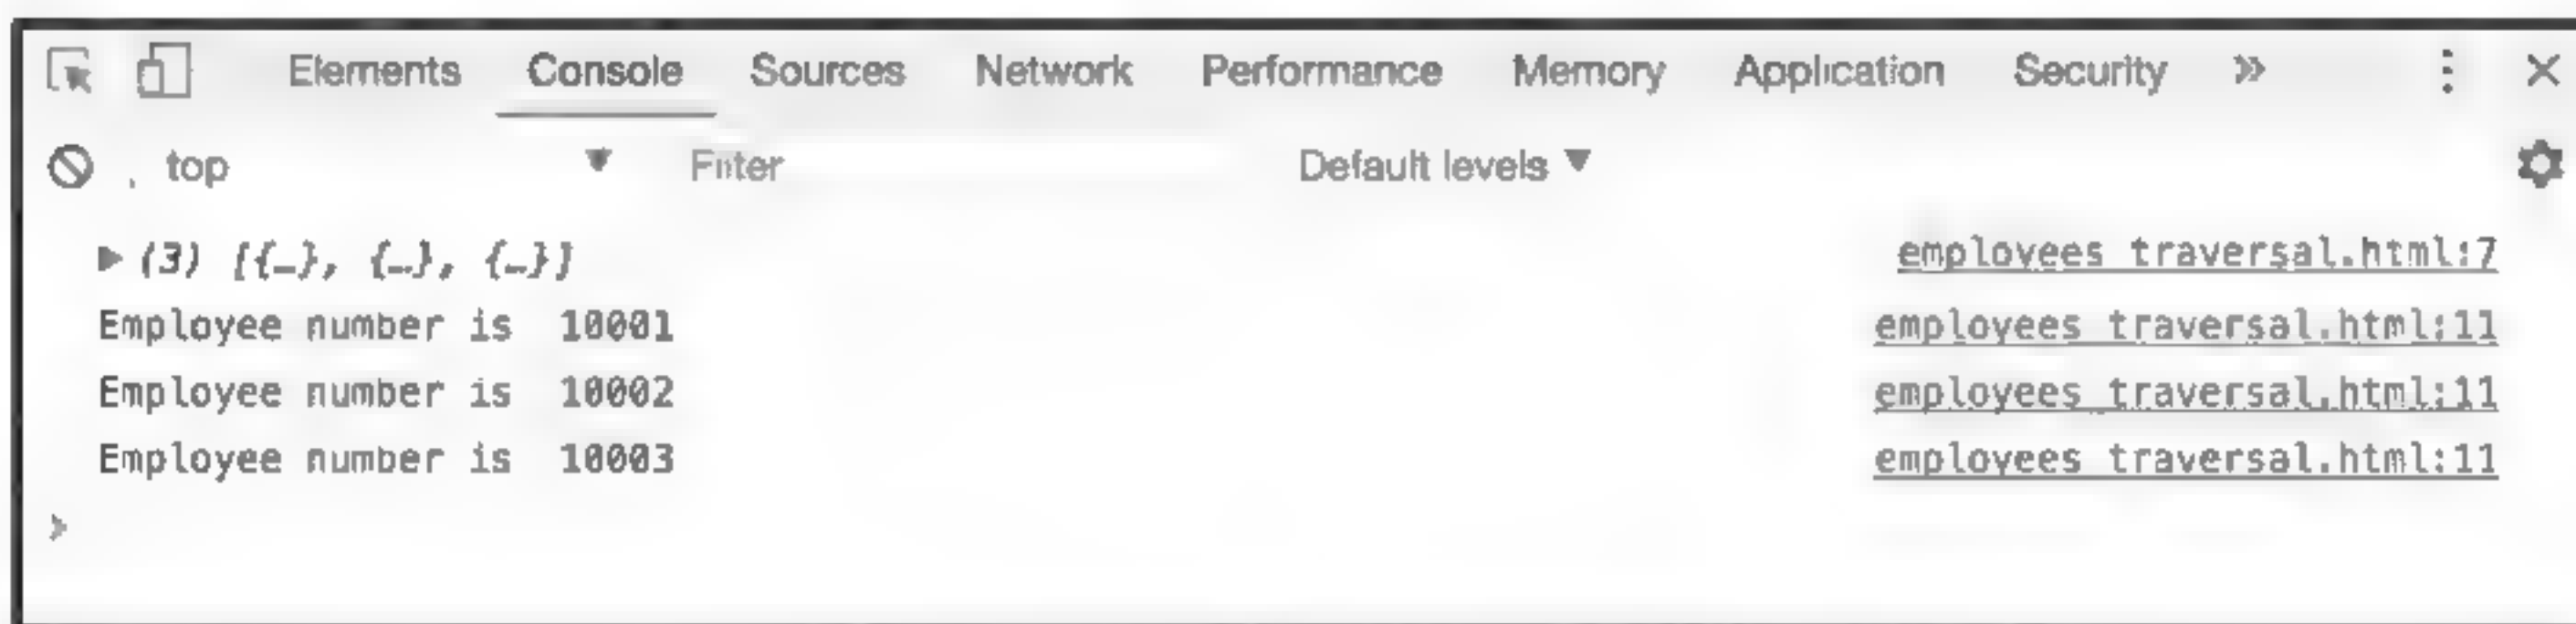 Elements Console Sources Network Performance Memory Application Security »
top ▼ Filter Default levels ▼
▶ (3) [{…}, {…}, {…}] employees_traversal.html:7
Employee number is  10001 employees_traversal.html:11
Employee number is  10002 employees_traversal.html:11
Employee number is  10003 employees_traversal.html:11